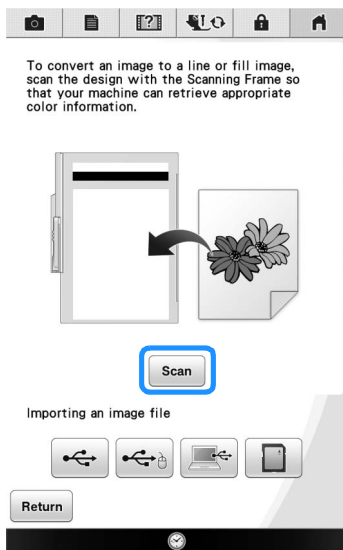 To convert an image to a line or fill image,
scan the design with the Scanning Frame so
that your machine can retrieve appropriate
color information.
Scan
Importing an image file
Return